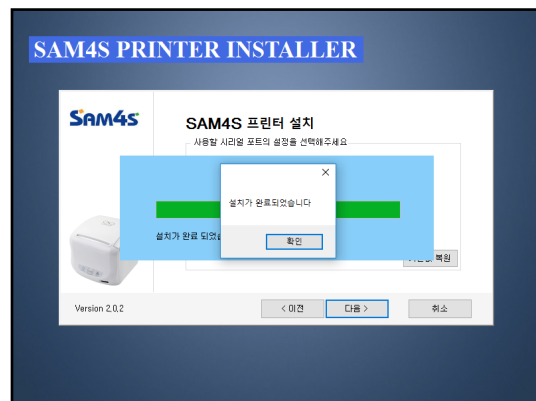 SAM4S PRINTER INSTALLER
SAM4S
SAM4S 프린터 설치
사용할 시리얼 포트의 설정을 선택해주세요
설치가 완료되었습니다
설치가 완료 되었
확인
복원
Version 2.0.2
< 이전
다음 >
취소